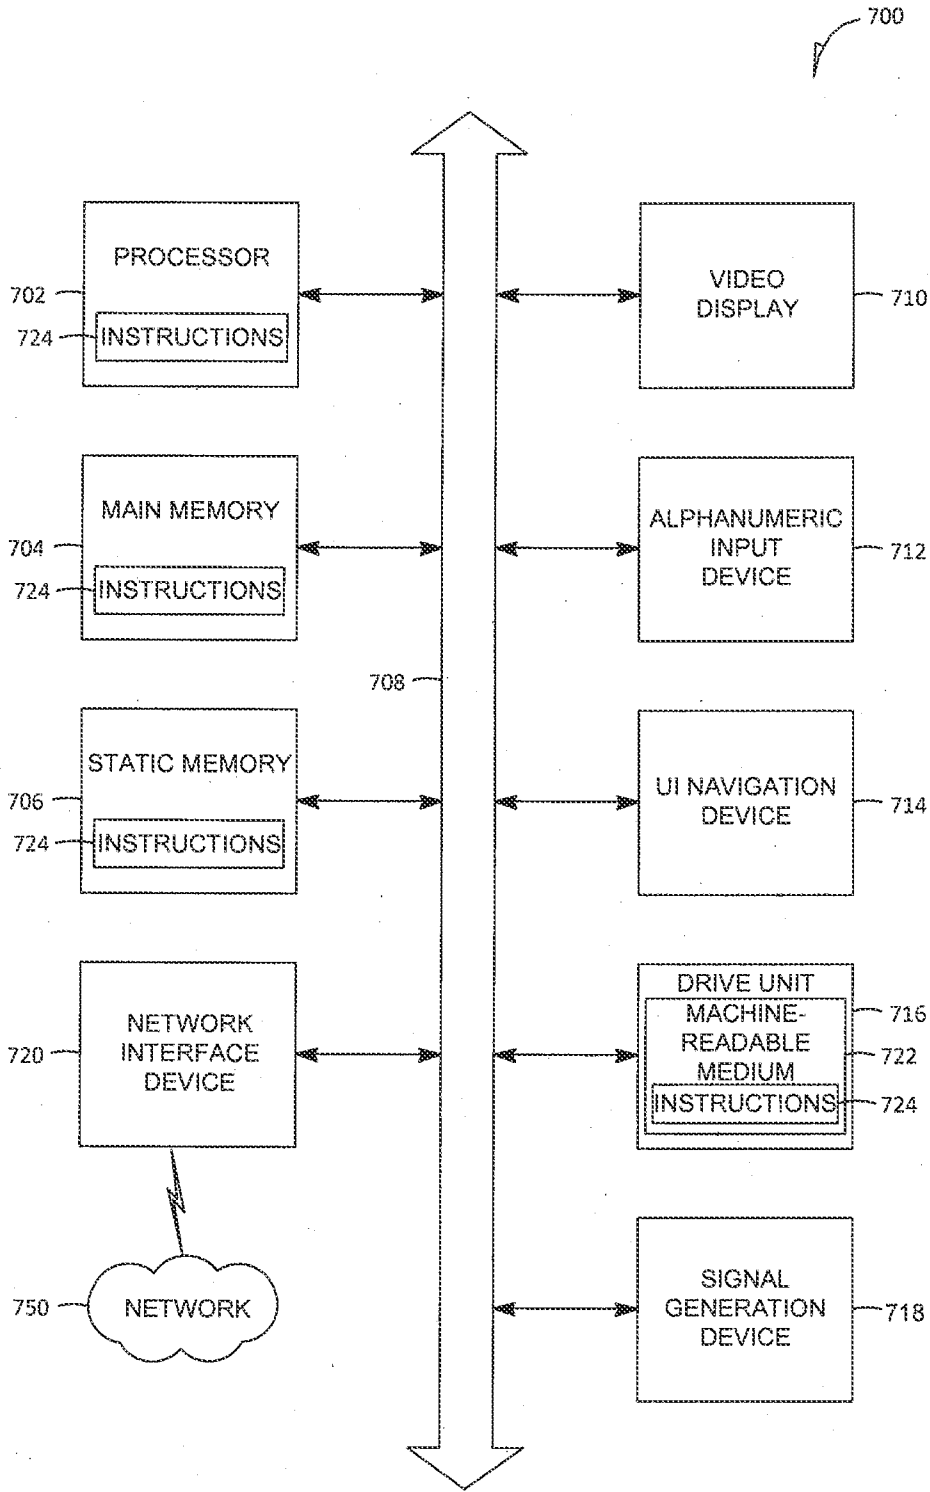 700
PROCESSOR
702
724
INSTRUCTIONS
VIDEO
DISPLAY
710
MAIN MEMORY
704
724
INSTRUCTIONS
ALPHANUMERIC
INPUT
DEVICE
712
708
STATIC MEMORY
706
724
INSTRUCTIONS
UI NAVIGATION
DEVICE
714
NETWORK
INTERFACE
DEVICE
720
DRIVE UNIT
716
MACHINE-
READABLE
MEDIUM
722
INSTRUCTIONS
724
NETWORK
750
SIGNAL
GENERATION
DEVICE
718